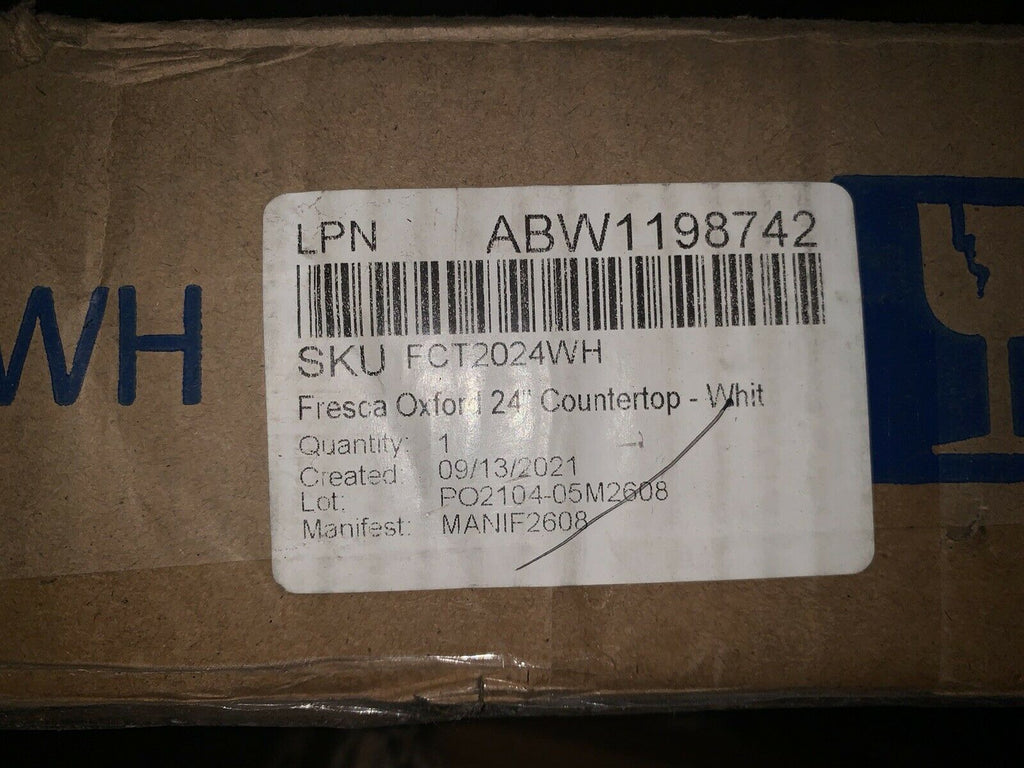 LPN ABW1198742
WH
SKU FCT2024WH
Fresca Oxford 24" Countertop - Whit
Quantity: 1
Created: 09/13/2021
Lot: PO2104-05M2608
Manifest: MANIF2608